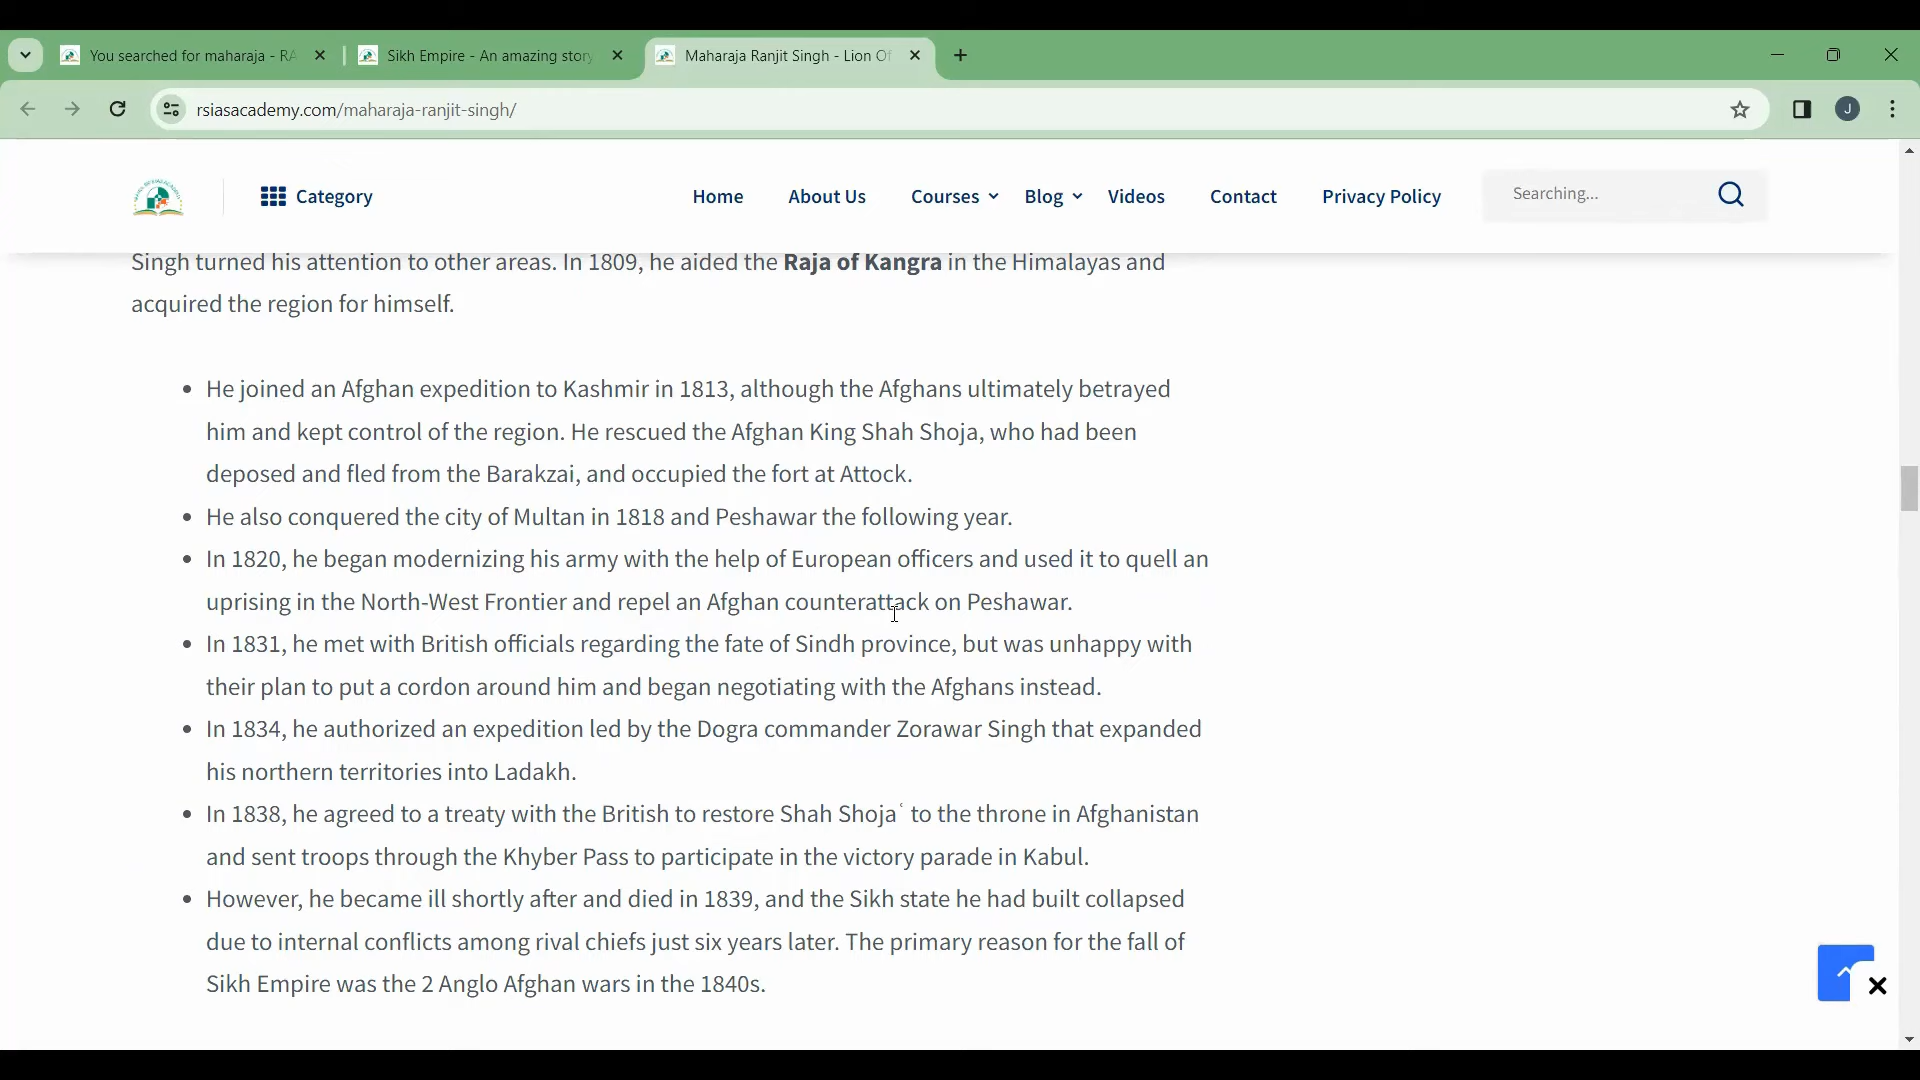 You searched for maharaja - RA
Sikh Empire - An amazing story
Maharaja Ranjit Singh - Lion Of
rsiasacademy.com/maharaja-ranjit-singh/
J
Category
Home
About Us
Courses
Blog
Videos
Contact
Privacy Policy
Searching...
Singh turned his attention to other areas. In 1809, he aided the Raja of Kangra in the Himalayas and
acquired the region for himself.
• He joined an Afghan expedition to Kashmir in 1813, although the Afghans ultimately betrayed
him and kept control of the region. He rescued the Afghan King Shah Shoja, who had been
deposed and fled from the Barakzai, and occupied the fort at Attock.
• He also conquered the city of Multan in 1818 and Peshawar the following year.
• In 1820, he began modernizing his army with the help of European officers and used it to quell an
uprising in the North-West Frontier and repel an Afghan counterattack on Peshawar.
• In 1831, he met with British officials regarding the fate of Sindh province, but was unhappy with
their plan to put a cordon around him and began negotiating with the Afghans instead.
• In 1834, he authorized an expedition led by the Dogra commander Zorawar Singh that expanded
his northern territories into Ladakh.
• In 1838, he agreed to a treaty with the British to restore Shah Shojaʿ to the throne in Afghanistan
and sent troops through the Khyber Pass to participate in the victory parade in Kabul.
• However, he became ill shortly after and died in 1839, and the Sikh state he had built collapsed
due to internal conflicts among rival chiefs just six years later. The primary reason for the fall of
Sikh Empire was the 2 Anglo Afghan wars in the 1840s.